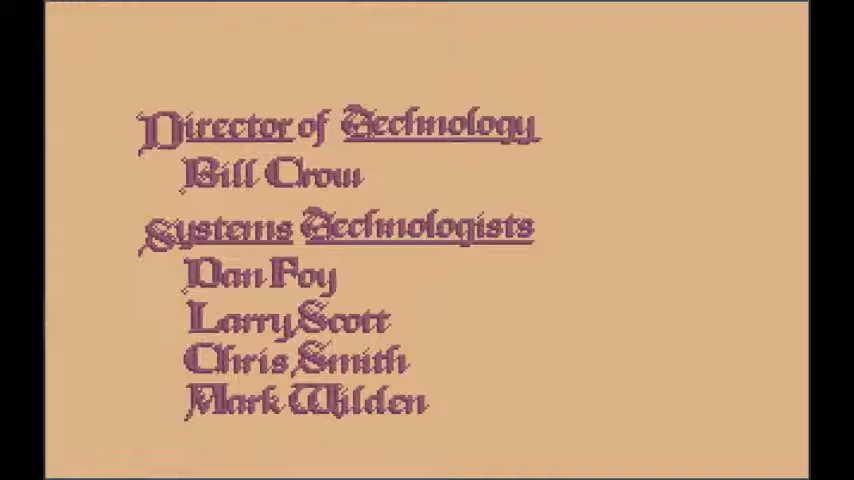 Director of Technology
Bill Crow
Systems Technologists
Dan Foy
Larry Scott
Chris Smith
Mark Wilden